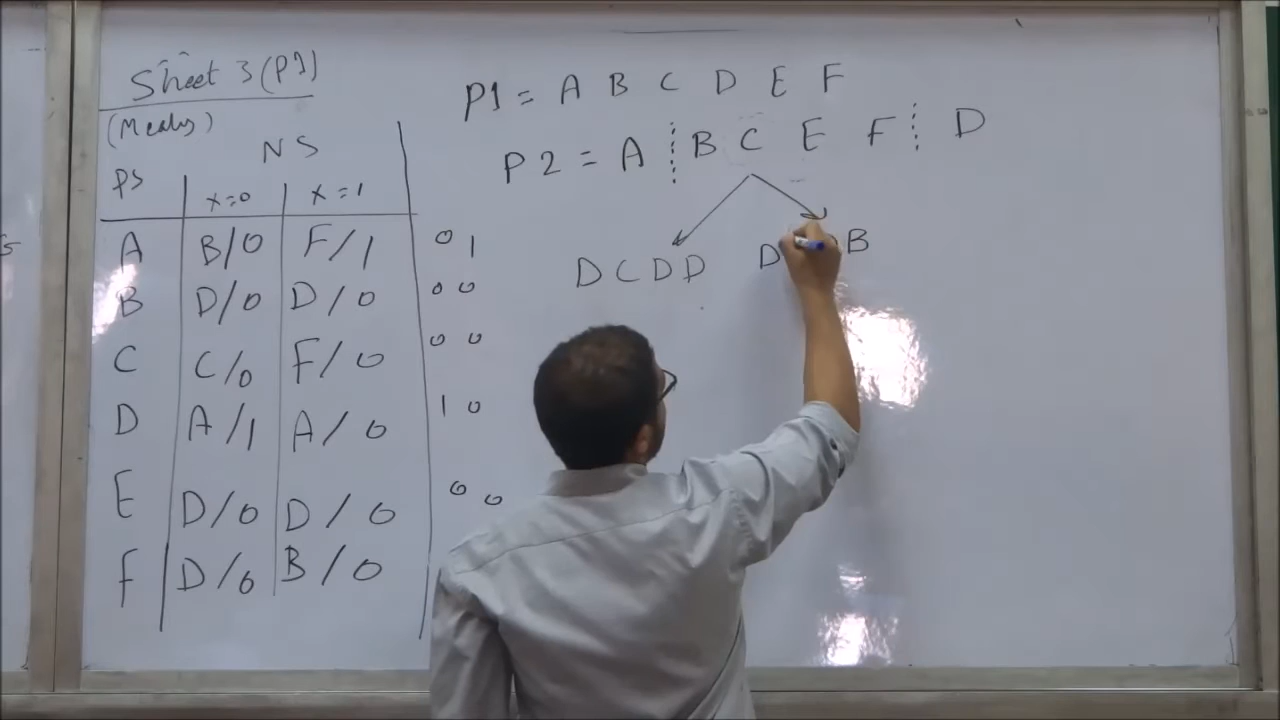 Sheet 3 (P1)
(Mealy)
NS
PS x=0 x=1
A B/0 F/1 0 1
B D/0 D/0 0 0
C C/0 F/0 0 0
D A/1 A/0 1 0
E D/0 D/0 0 0
F D/0 B/0
P1 = A B C D E F
P2 = A B C E F D
D C D D D B